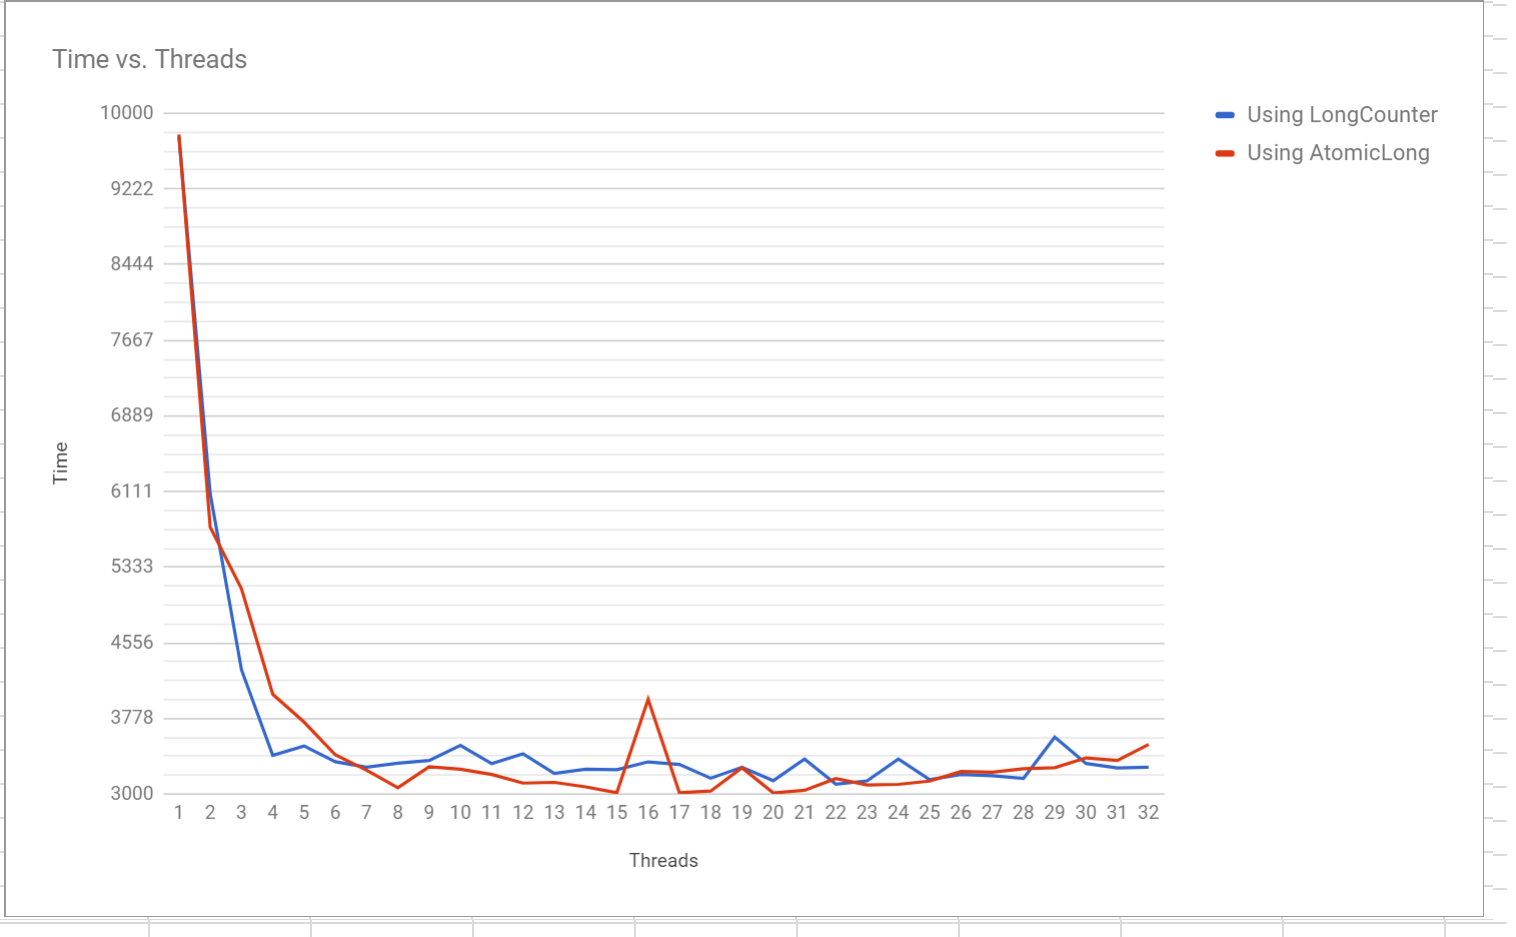 Time vs. Threads
Using LongCounter
Using AtomicLong
10000
9222
8444
7667
6889
6111
5333
4556
3778
3000
Time
1 2 3 4 5 6 7 8 9 10 11 12 13 14 15 16 17 18 19 20 21 22 23 24 25 26 27 28 29 30 31 32
Threads